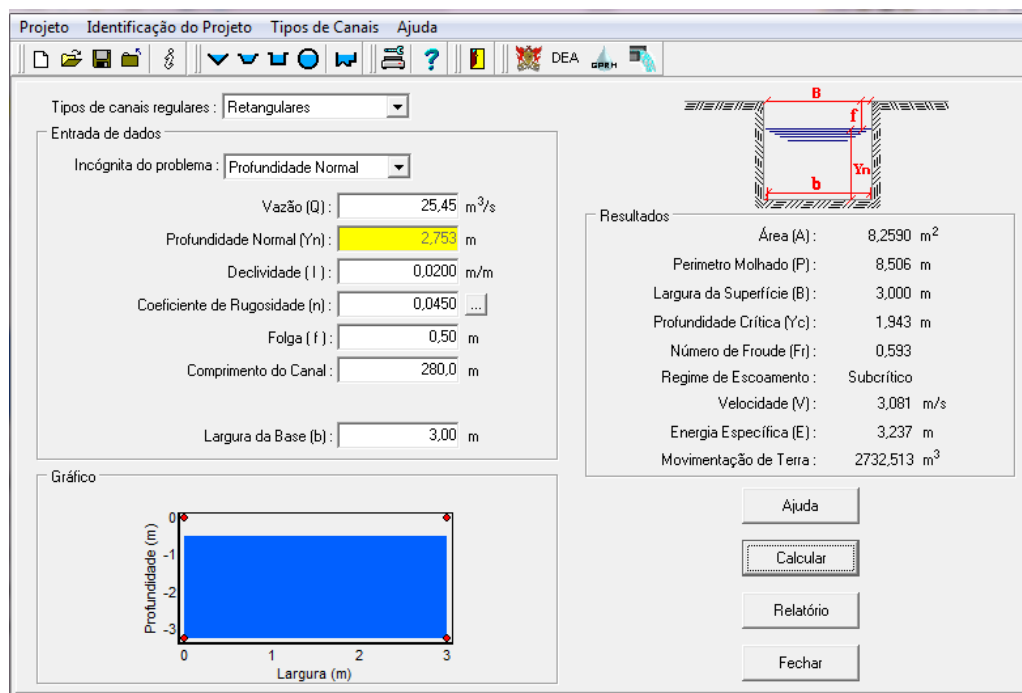 Projeto Identificação do Projeto Tipos de Canais Ajuda
? DEA GPRH
Tipos de canais regulares : Retangulares
Entrada de dados
Incógnita do problema : Profundidade Normal
Vazão (Q) : 25,45 m³/s
Profundidade Normal (Yn) : 2,753 m
Declividade ( I ) : 0,0200 m/m
Coeficiente de Rugosidade (n) : 0,0450 ...
Folga ( f ) : 0,50 m
Comprimento do Canal : 280,0 m
Largura da Base (b) : 3,00 m
B
f
Yn
b
Resultados
Área (A) : 8,2590 m²
Perimetro Molhado (P) : 8,506 m
Largura da Superfície (B) : 3,000 m
Profundidade Crítica (Yc) : 1,943 m
Número de Froude (Fr) : 0,593
Regime de Escoamento : Subcrítico
Velocidade (V) : 3,081 m/s
Energia Específica (E) : 3,237 m
Movimentação de Terra : 2732,513 m³
Gráfico
Profundidade (m)
0
-1
-2
-3
0 1 2 3
Largura (m)
Ajuda
Calcular
Relatório
Fechar